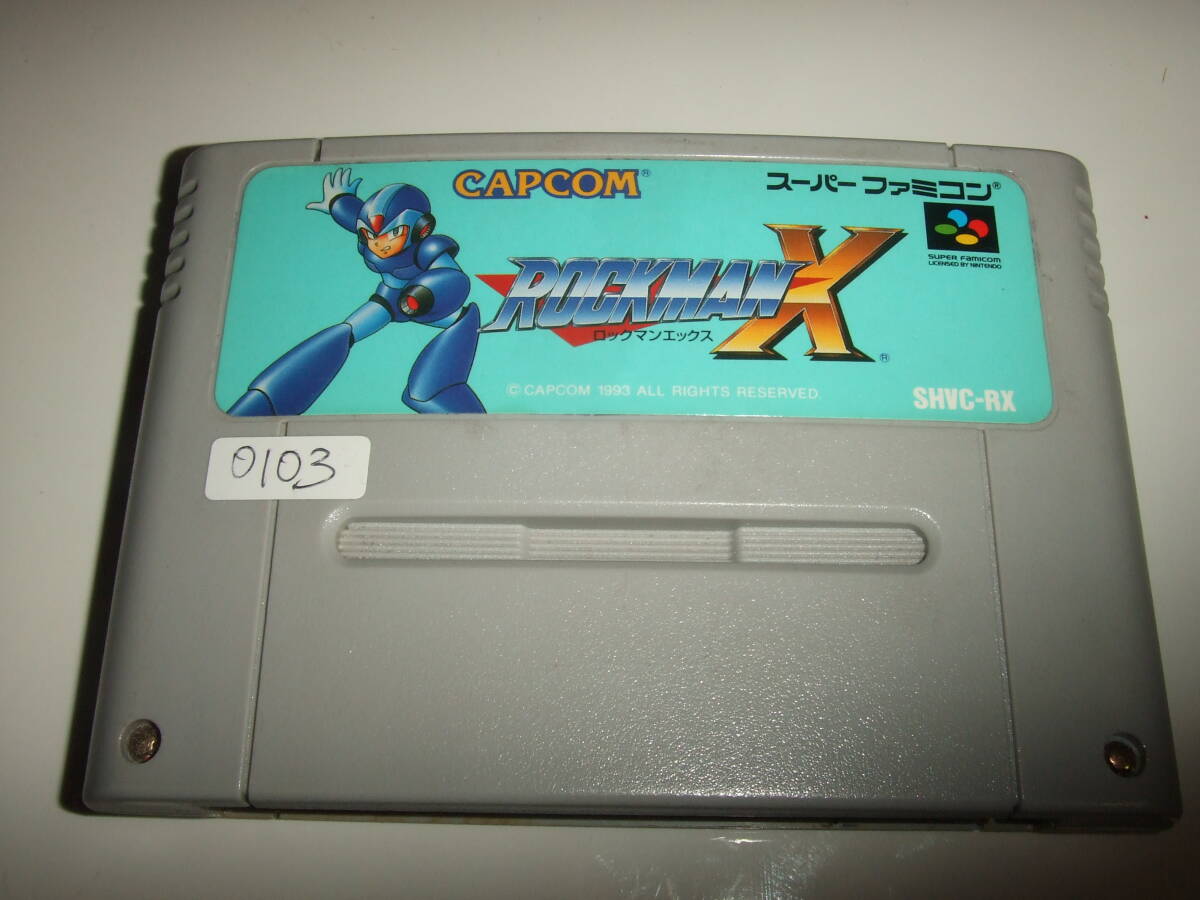 CAPCOM®
スーパーファミコン®
SUPER FAMICOM
LICENSED BY NINTENDO
ROCKMAN X
ロックマンエックス
®
© CAPCOM 1993 ALL RIGHTS RESERVED.
SHVC-RX
0103